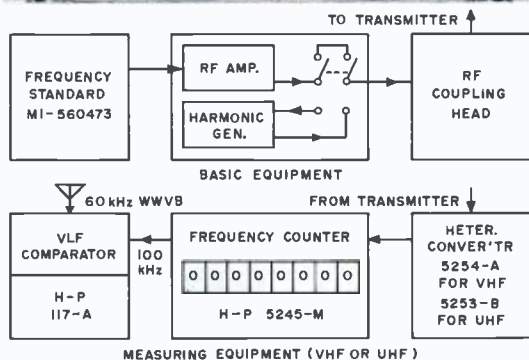 TO TRANSMITTER
FREQUENCY
STANDARD
MI-560473
RF AMP.
HARMONIC
GEN.
RF
COUPLING
HEAD
BASIC EQUIPMENT
60 kHz WWVB
FROM TRANSMITTER
VLF
COMPARATOR
H-P
117-A
100
kHz
FREQUENCY COUNTER
0 0 0 0 0 0 0 0
H-P 5245-M
HETER.
CONVER'TR
5254-A
FOR VHF
5253-B
FOR UHF
MEASURING EQUIPMENT (VHF OR UHF)